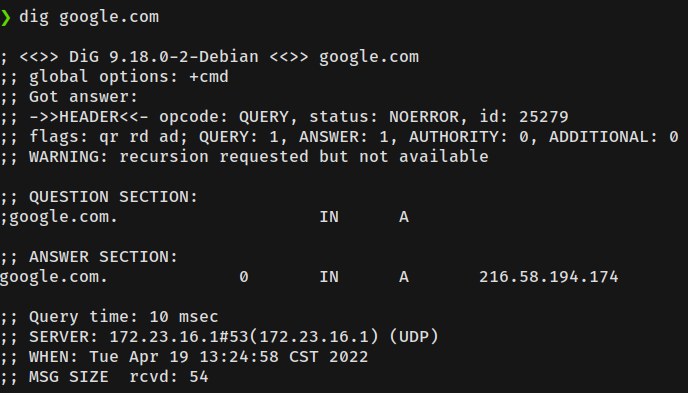 ❯ dig google.com
; <<>> DiG 9.18.0-2-Debian <<>> google.com
;; global options: +cmd
;; Got answer:
;; ->>HEADER<<- opcode: QUERY, status: NOERROR, id: 25279
;; flags: qr rd ad; QUERY: 1, ANSWER: 1, AUTHORITY: 0, ADDITIONAL: 0
;; WARNING: recursion requested but not available
;; QUESTION SECTION:
;google.com. IN A
;; ANSWER SECTION:
google.com. 0 IN A 216.58.194.174
;; Query time: 10 msec
;; SERVER: 172.23.16.1#53(172.23.16.1) (UDP)
;; WHEN: Tue Apr 19 13:24:58 CST 2022
;; MSG SIZE rcvd: 54